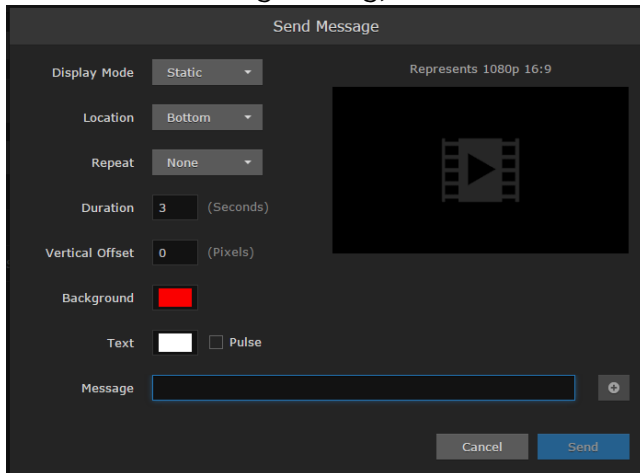 Send Message
Display Mode Static Represents 1080p 16:9
Location Bottom
Repeat None
Duration 3 (Seconds)
Vertical Offset 0 (Pixels)
Background
Text Pulse
Message
Cancel Send